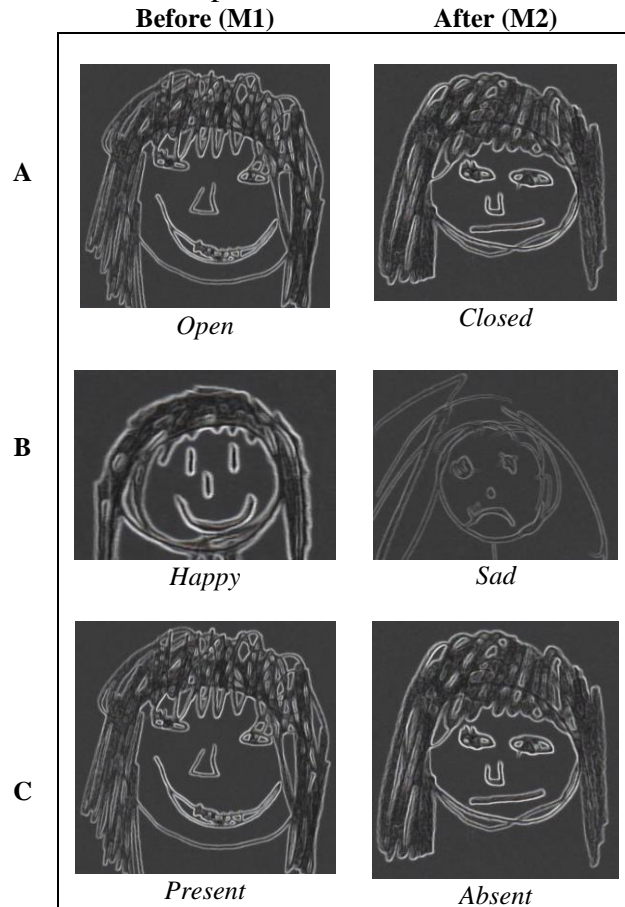 Before (M1) After (M2)
A
Open Closed
B
Happy Sad
C
Present Absent